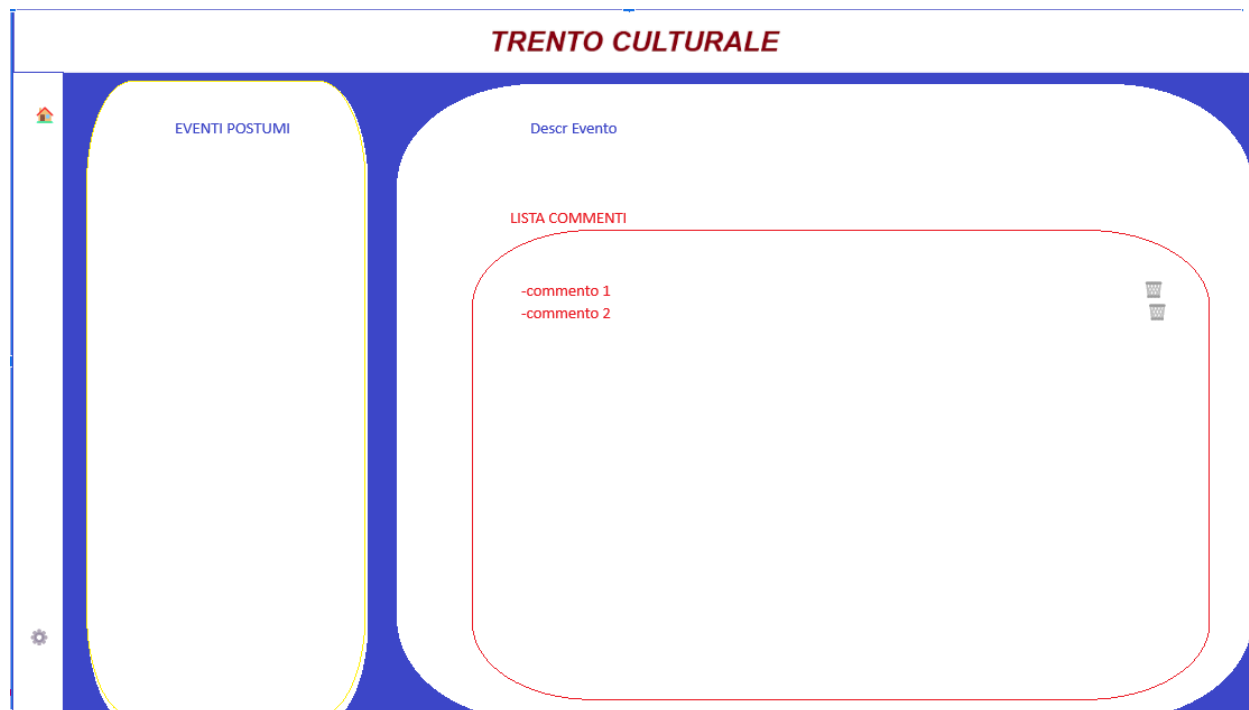 TRENTO CULTURALE
EVENTI POSTUMI
Descr Evento
LISTA COMMENTI
-commento 1
-commento 2